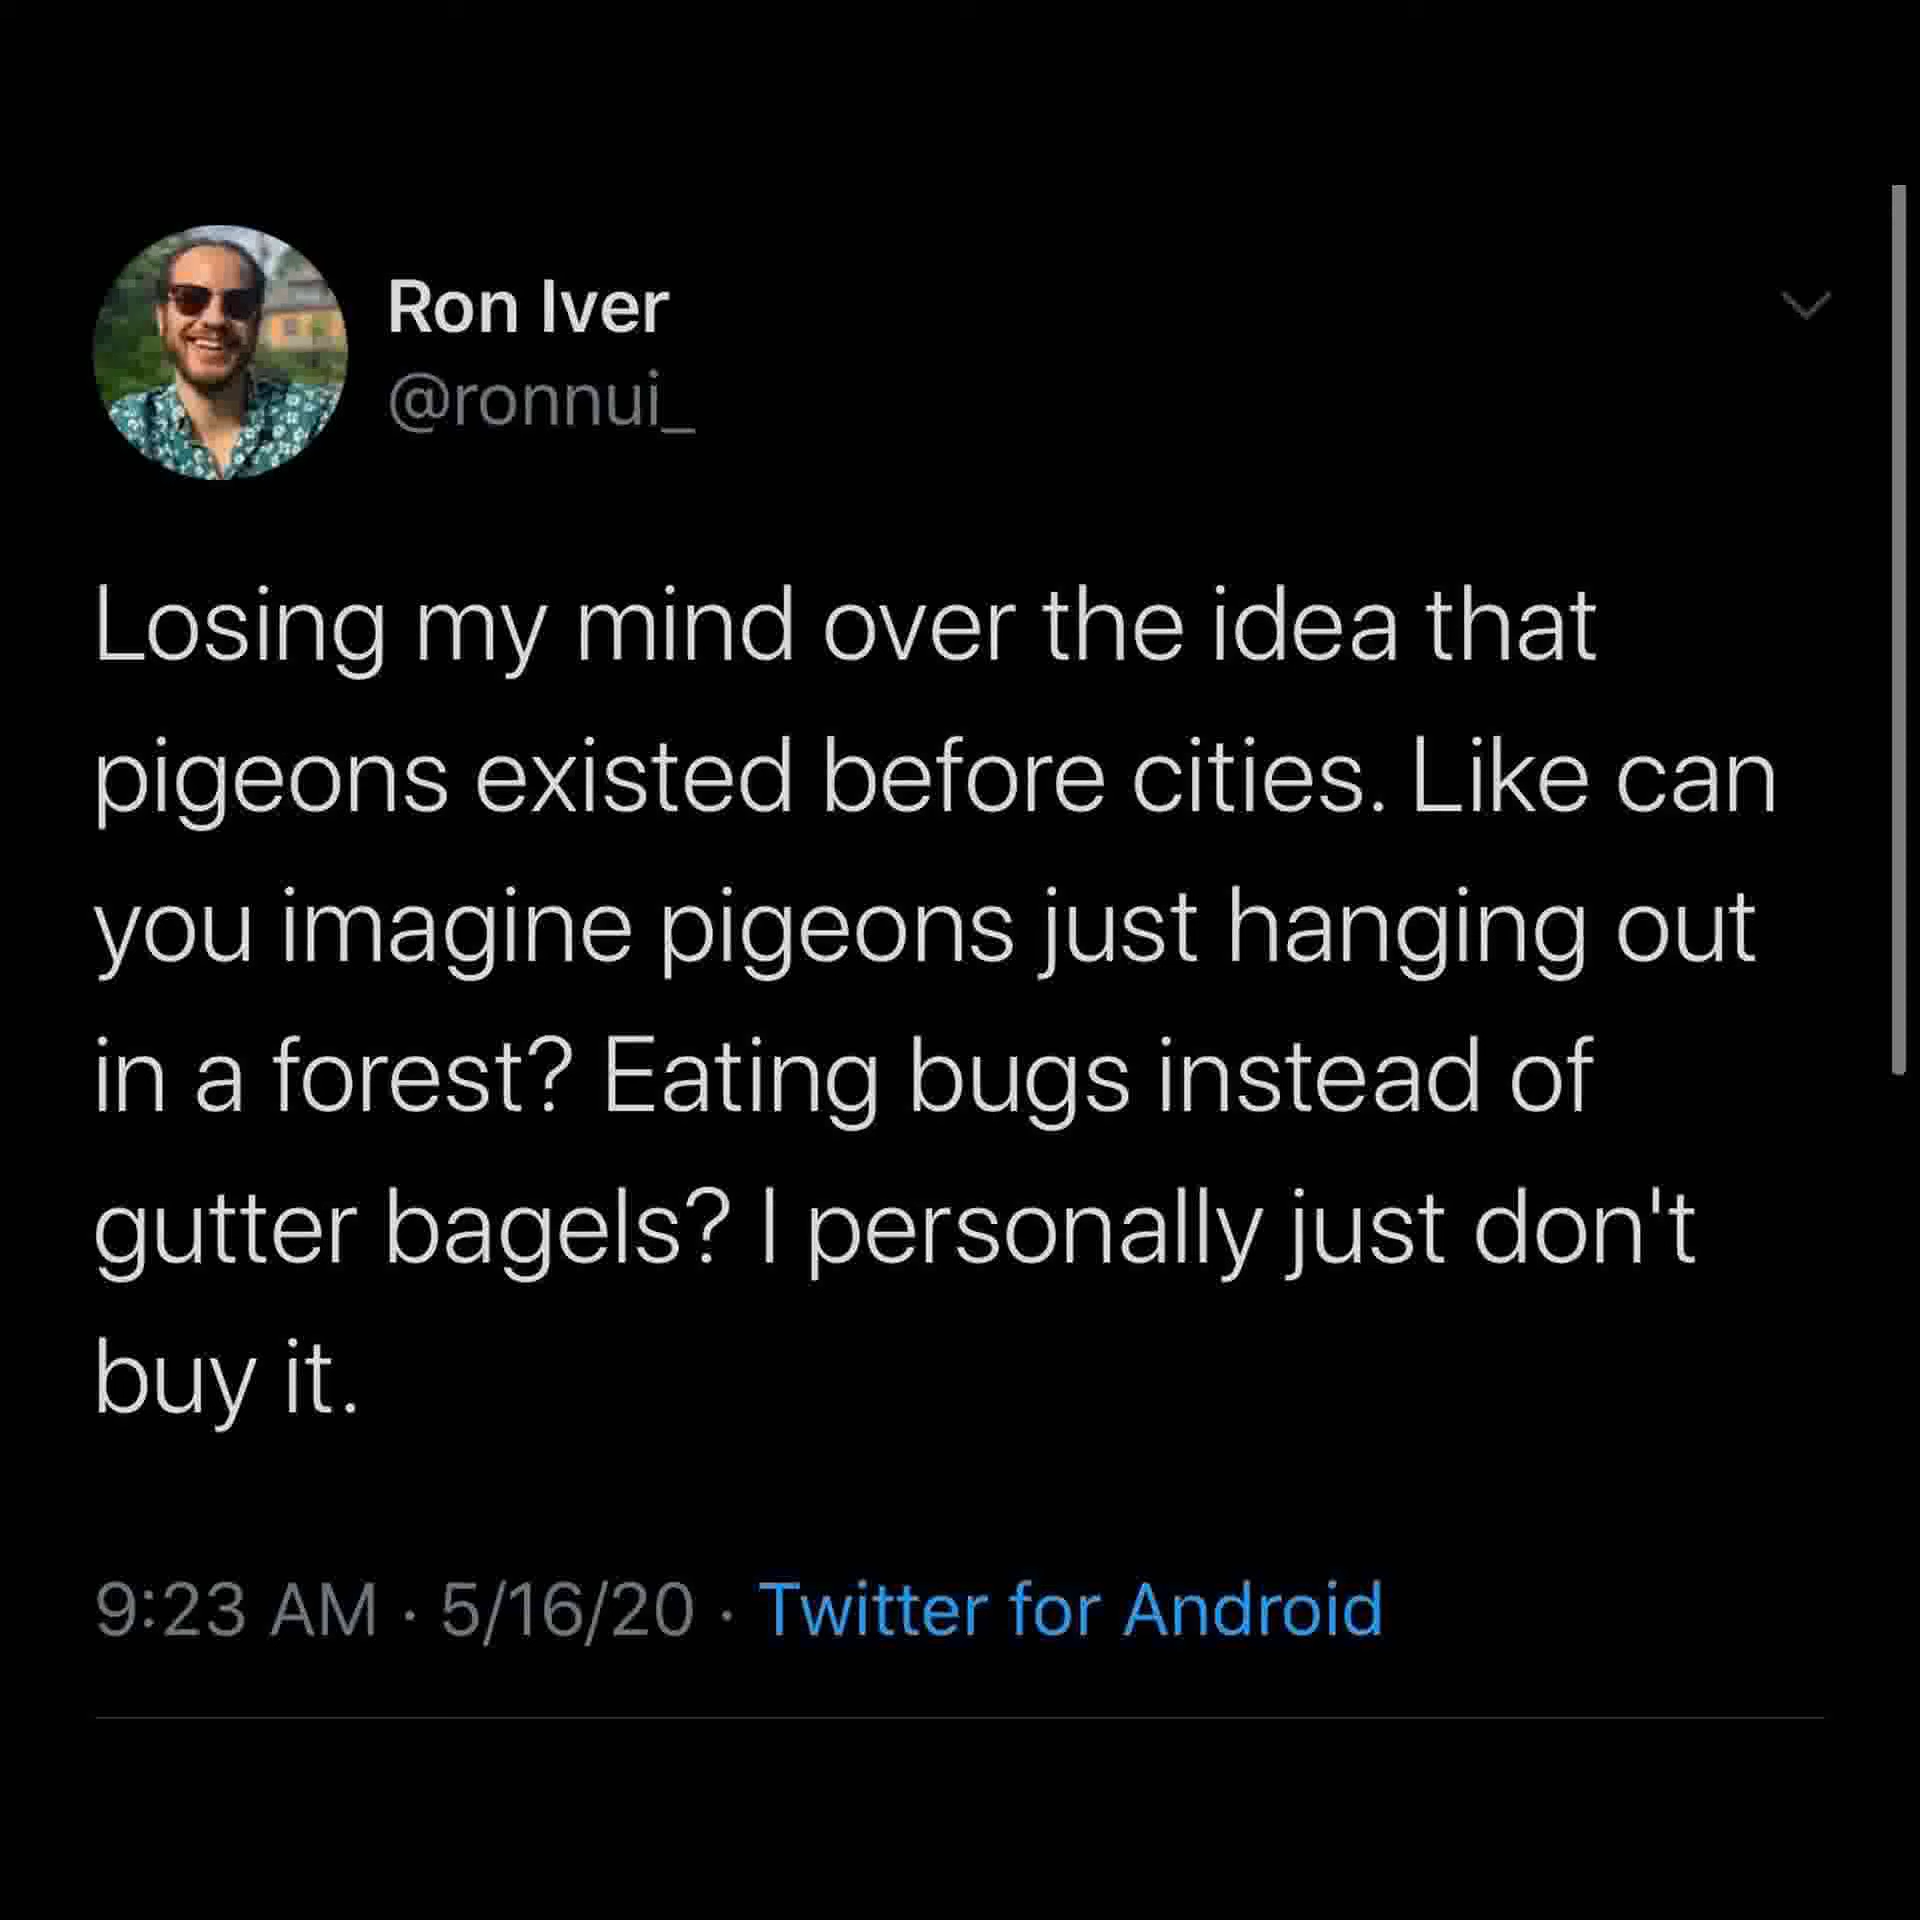 Ron Iver
@ronnui_
Losing my mind over the idea that
pigeons existed before cities. Like can
you imagine pigeons just hanging out
in a forest? Eating bugs instead of
gutter bagels? I personally just don't
buy it.
9:23 AM · 5/16/20 · Twitter for Android